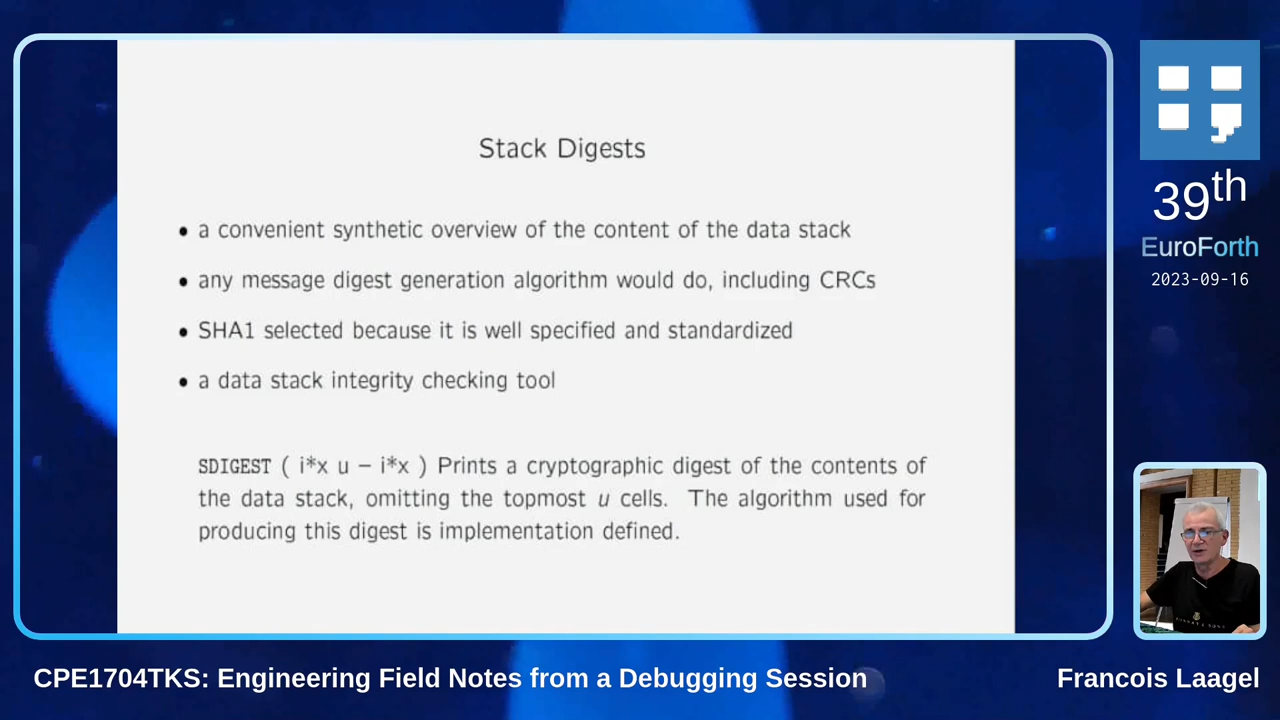 Stack Digests
• a convenient synthetic overview of the content of the data stack
• any message digest generation algorithm would do, including CRCs
• SHA1 selected because it is well specified and standardized
• a data stack integrity checking tool
SDIGEST ( i*x u – i*x ) Prints a cryptographic digest of the contents of
the data stack, omitting the topmost u cells. The algorithm used for
producing this digest is implementation defined.
39th
EuroForth
2023-09-16
CPE1704TKS: Engineering Field Notes from a Debugging Session
Francois Laagel